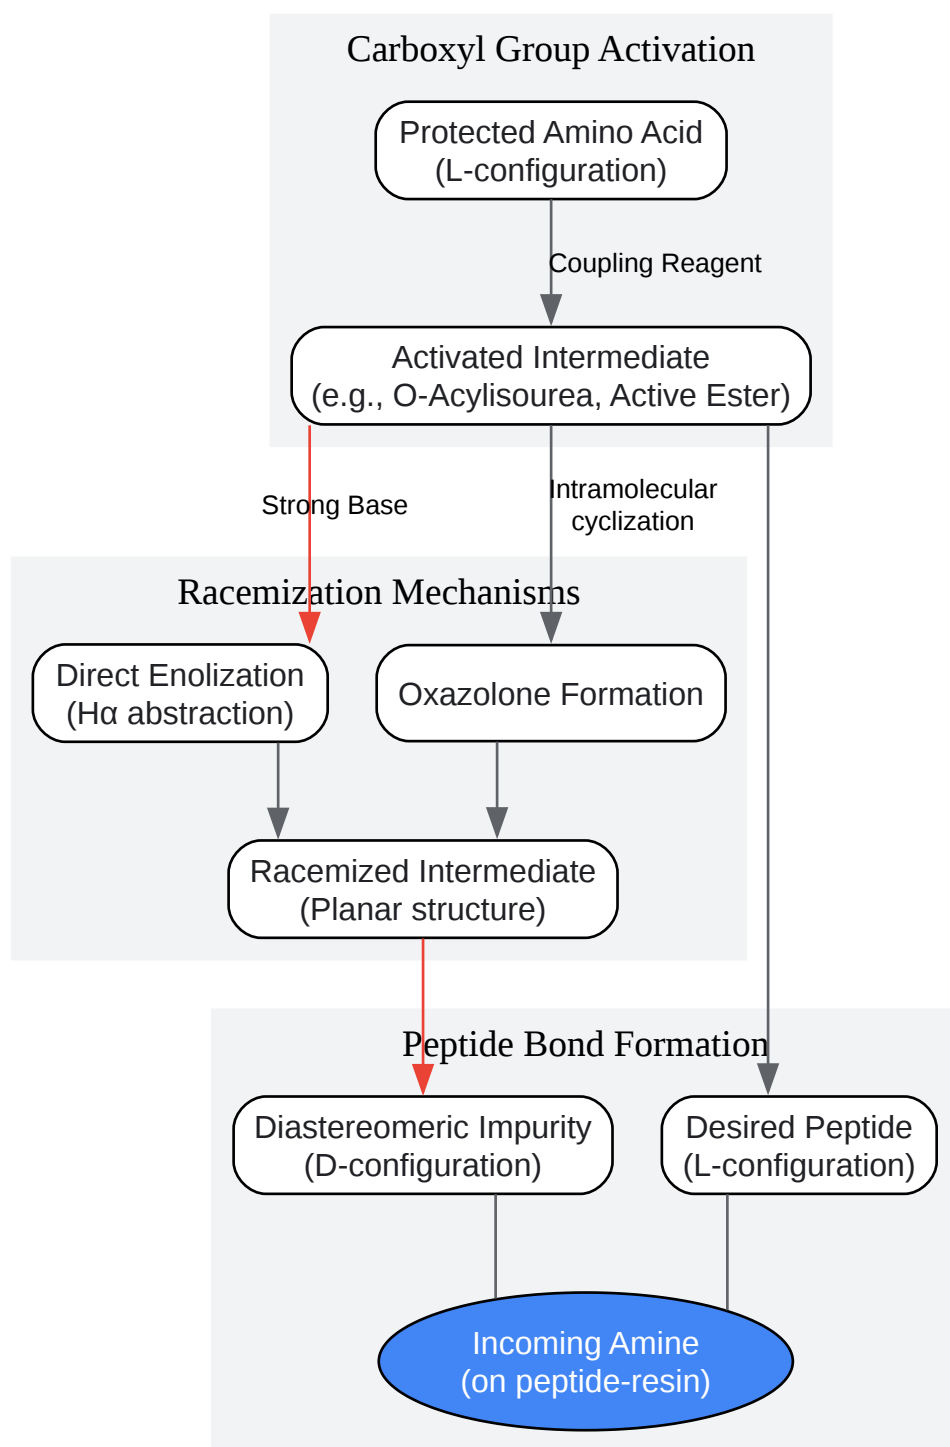 Carboxyl Group Activation
Protected Amino Acid
(L-configuration)
Coupling Reagent
Activated Intermediate
(e.g., O-Acylisourea, Active Ester)
Strong Base
Intramolecular
cyclization
Racemization Mechanisms
Direct Enolization
(Hα abstraction)
Oxazolone Formation
Racemized Intermediate
(Planar structure)
Peptide Bond Formation
Diastereomeric Impurity
(D-configuration)
Desired Peptide
(L-configuration)
Incoming Amine
(on peptide-resin)